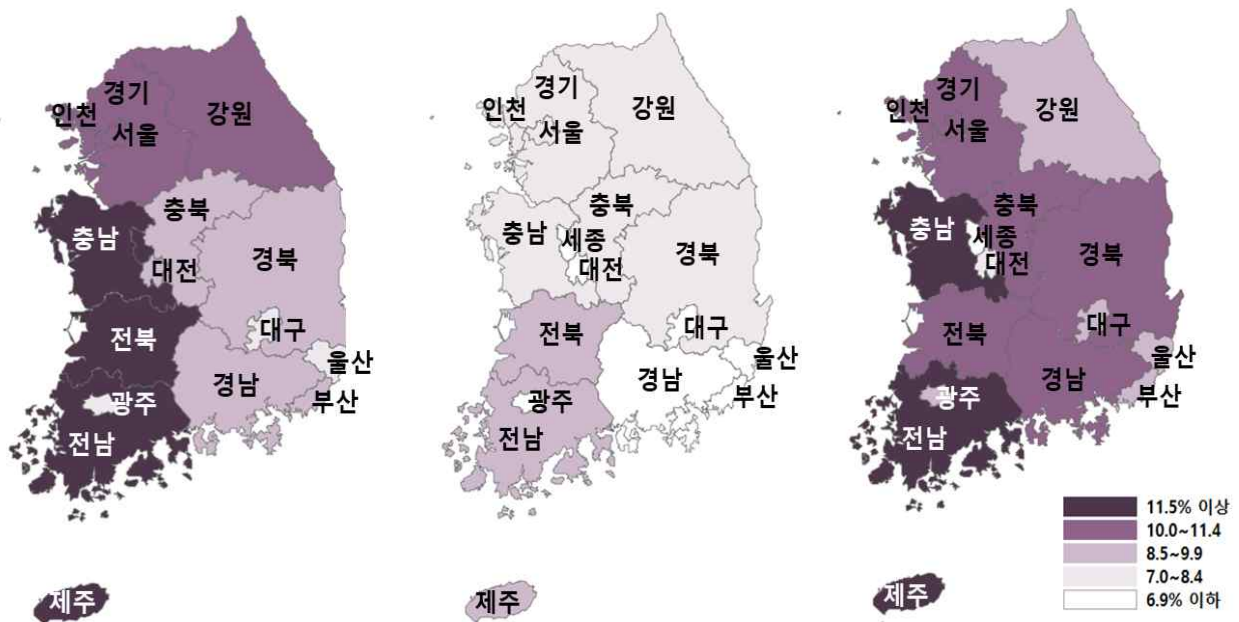 경기
인천
서울
강원
충북
충남
대전
경북
전북
대구
울산
경남
부산
광주
전남
제주
경기
인천
서울
강원
충북
충남
세종
대전
경북
전북
대구
울산
경남
부산
광주
전남
제주
경기
인천
서울
강원
충북
충남
세종
대전
경북
전북
대구
울산
경남
부산
광주
전남
제주
11.5% 이상
10.0~11.4
8.5~9.9
7.0~8.4
6.9% 이하